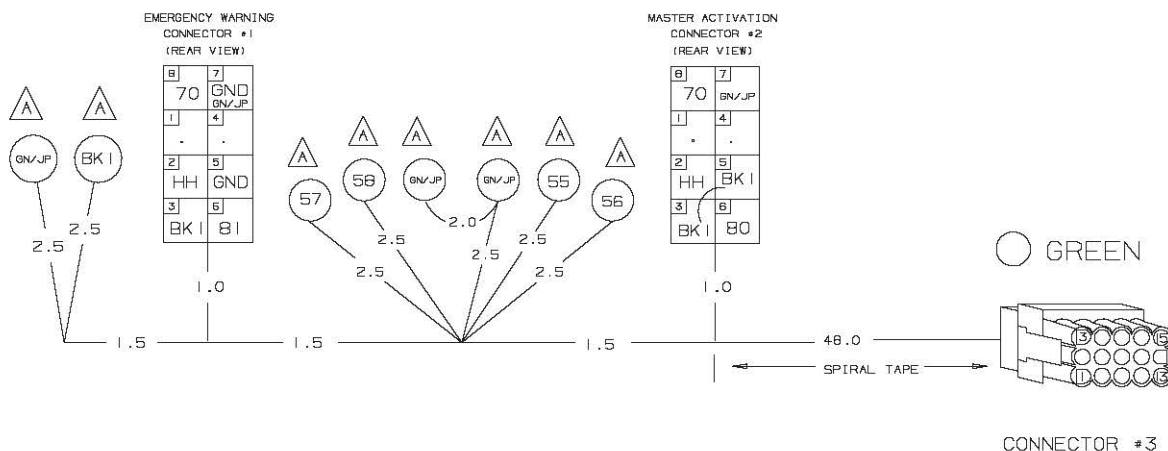 EMERGENCY WARNING
CONNECTOR #1
(REAR VIEW)
8 7
70 GND
GN/JP
1 4
2 5
HH GND
3 6
BK1 81
A A
GN/JP BK1
2.5 2.5
1.0
1.5
A A A A A A
57 58 GN/JP GN/JP 55 56
2.0
2.5 2.5 2.5
2.5 2.5
1.5 1.5
MASTER ACTIVATION
CONNECTOR #2
(REAR VIEW)
8 7
70 GN/JP
1 4
2 5
HH BK1
3 6
BK1 80
1.0
48.0
SPIRAL TAPE
GREEN
3 15
1 13
CONNECTOR #3